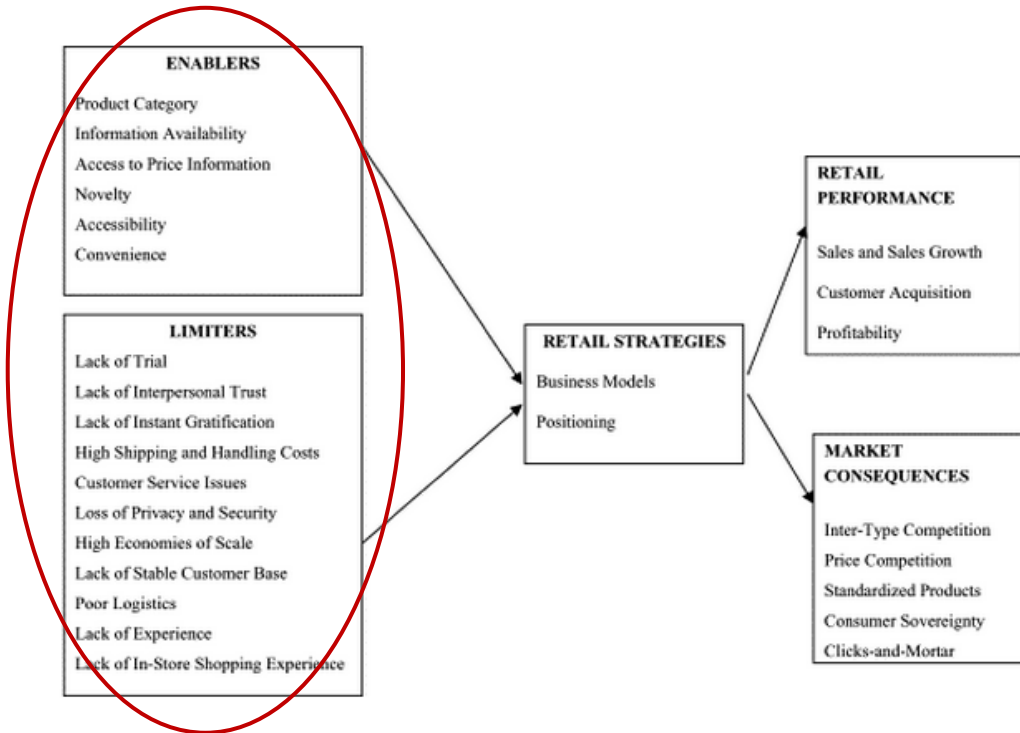 ENABLERS
Product Category
Information Availability
Access to Price Information
Novelty
Accessibility
Convenience
LIMITERS
Lack of Trial
Lack of Interpersonal Trust
Lack of Instant Gratification
High Shipping and Handling Costs
Customer Service Issues
Loss of Privacy and Security
High Economies of Scale
Lack of Stable Customer Base
Poor Logistics
Lack of Experience
Lack of In-Store Shopping Experience
RETAIL STRATEGIES
Business Models
Positioning
RETAIL
PERFORMANCE
Sales and Sales Growth
Customer Acquisition
Profitability
MARKET
CONSEQUENCES
Inter-Type Competition
Price Competition
Standardized Products
Consumer Sovereignty
Clicks-and-Mortar